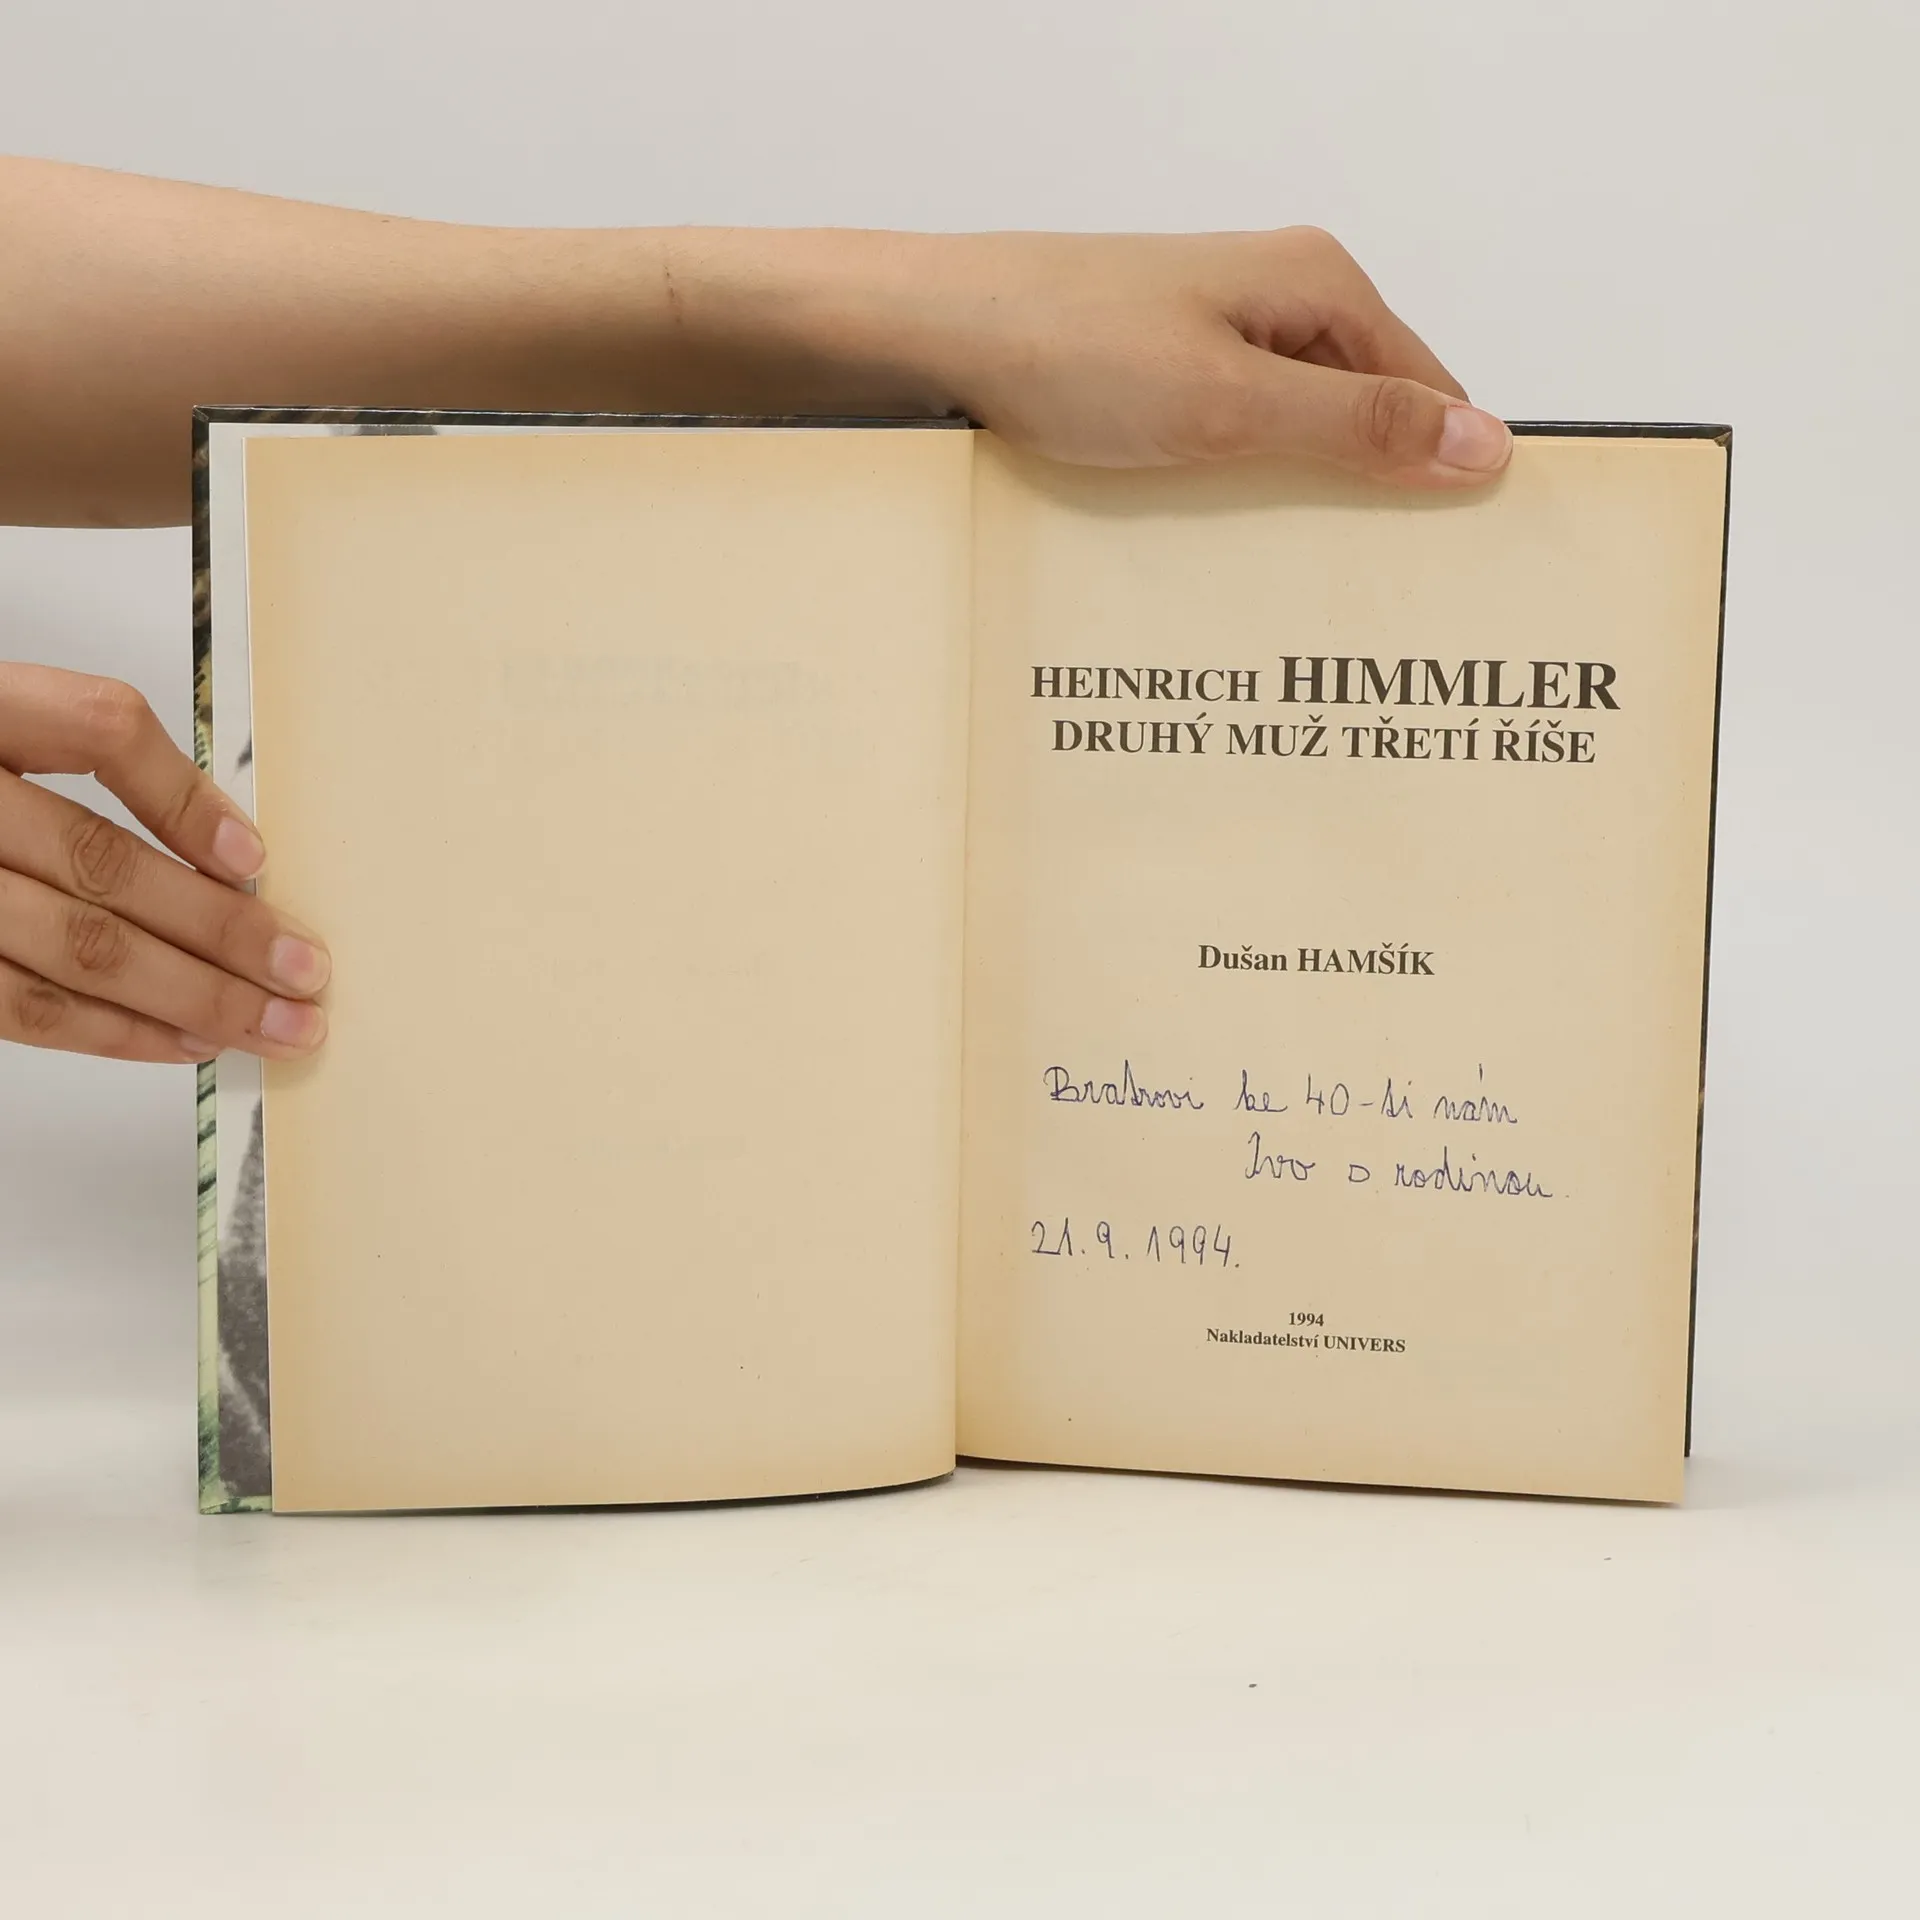 HEINRICH HIMMLER
DRUHÝ MUŽ TŘETÍ ŘÍŠE
Dušan HAMŠÍK
Bratrovi ke 40-ti nám
Ivo s rodinou.
21.9.1994.
1994
Nakladatelství UNIVERS